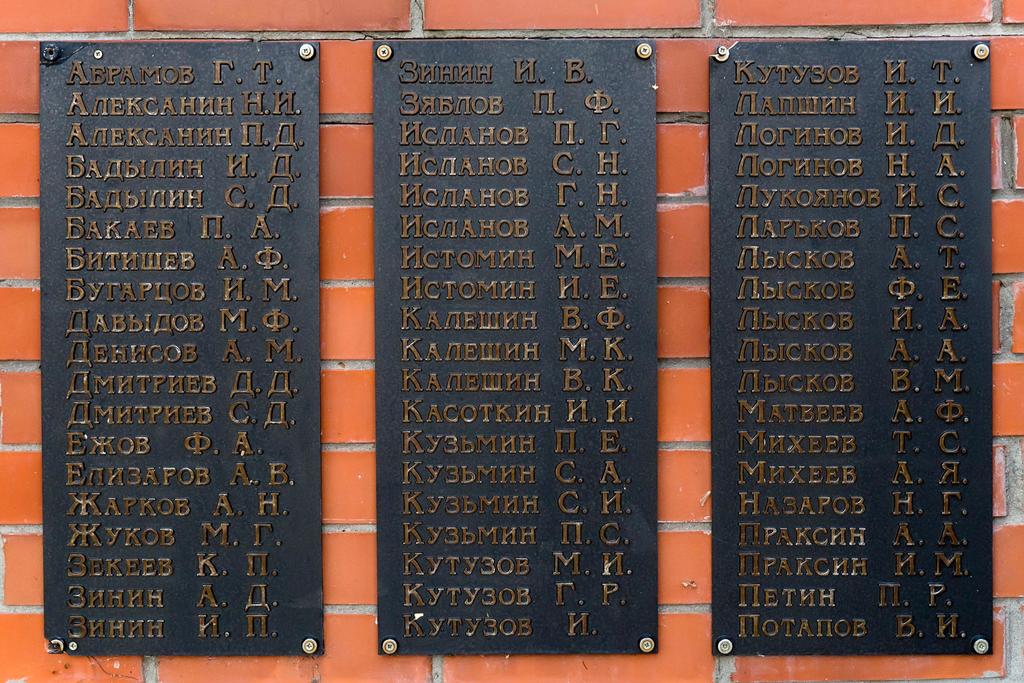 Абрамов Г. Т.
Алексанин Н.И.
Алексанин П.Д.
Бадылин И. Д.
Бадылин С. Д.
Бакаев П. А.
Битишев А. Ф.
Бугарцов И. М.
Давыдов М.Ф.
Денисов А. М.
Дмитриев Д.Д.
Дмитриев С.Д.
Ежов Ф. А.
Елизаров А. В.
Жарков А. Н.
Жуков М. Г.
Зекеев К. П.
Зинин А. Д.
Зинин И. П.
Зинин И. В.
Зяблов П. Ф.
Исланов П. Г.
Исланов С. Н.
Исланов Г. Н.
Исланов А. М.
Истомин М. Е.
Истомин И. Е.
Калешин В. Ф.
Калешин М. К.
Калешин В. К.
Касоткин И. И.
Кузьмин П. Е.
Кузьмин С. А.
Кузьмин С. И.
Кузьмин П. С.
Кутузов М. И.
Кутузов Г. Р.
Кутузов И.
Кутузов И. Т.
Лапшин И. И.
Логинов И. Д.
Логинов Н. А.
Лукоянов И. С.
Ларьков П. С.
Лысков А. Т.
Лысков Ф. Е.
Лысков И. А.
Лысков А. А.
Лысков В. М.
Матвеев А. Ф.
Михеев Т. С.
Михеев А. Я.
Назаров Н. Г.
Праксин А. А.
Праксин И. М.
Петин П. Р.
Потапов В. И.